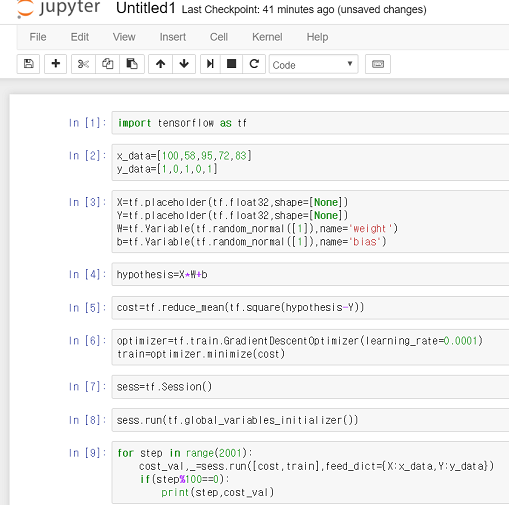 jupyter Untitled1 Last Checkpoint: 41 minutes ago (unsaved changes)
File Edit View Insert Cell Kernel Help
Code
In [1]: import tensorflow as tf
In [2]: x_data=[100,58,95,72,83]
y_data=[1,0,1,0,1]
In [3]: X=tf.placeholder(tf.float32,shape=[None])
Y=tf.placeholder(tf.float32,shape=[None])
W=tf.Variable(tf.random_normal([1]),name='weight')
b=tf.Variable(tf.random_normal([1]),name='bias')
In [4]: hypothesis=X*W+b
In [5]: cost=tf.reduce_mean(tf.square(hypothesis-Y))
In [6]: optimizer=tf.train.GradientDescentOptimizer(learning_rate=0.0001)
train=optimizer.minimize(cost)
In [7]: sess=tf.Session()
In [8]: sess.run(tf.global_variables_initializer())
In [9]: for step in range(2001):
cost_val,_=sess.run([cost,train],feed_dict={X:x_data,Y:y_data})
if(step%100==0):
print(step,cost_val)